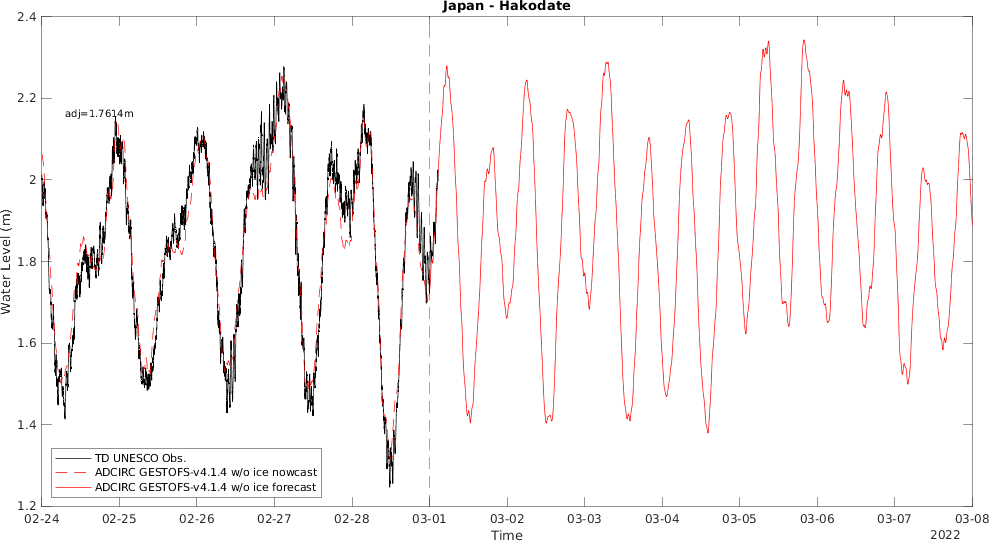 Japan - Hakodate
2.4
2.2
2
1.8
1.6
1.4
1.2
Water Level (m)
adj=1.7614m
TD UNESCO Obs.
ADCIRC GESTOFS-v4.1.4 w/o ice nowcast
ADCIRC GESTOFS-v4.1.4 w/o ice forecast
02-24 02-25 02-26 02-27 02-28 03-01 03-02 03-03 03-04 03-05 03-06 03-07 03-08
Time
2022